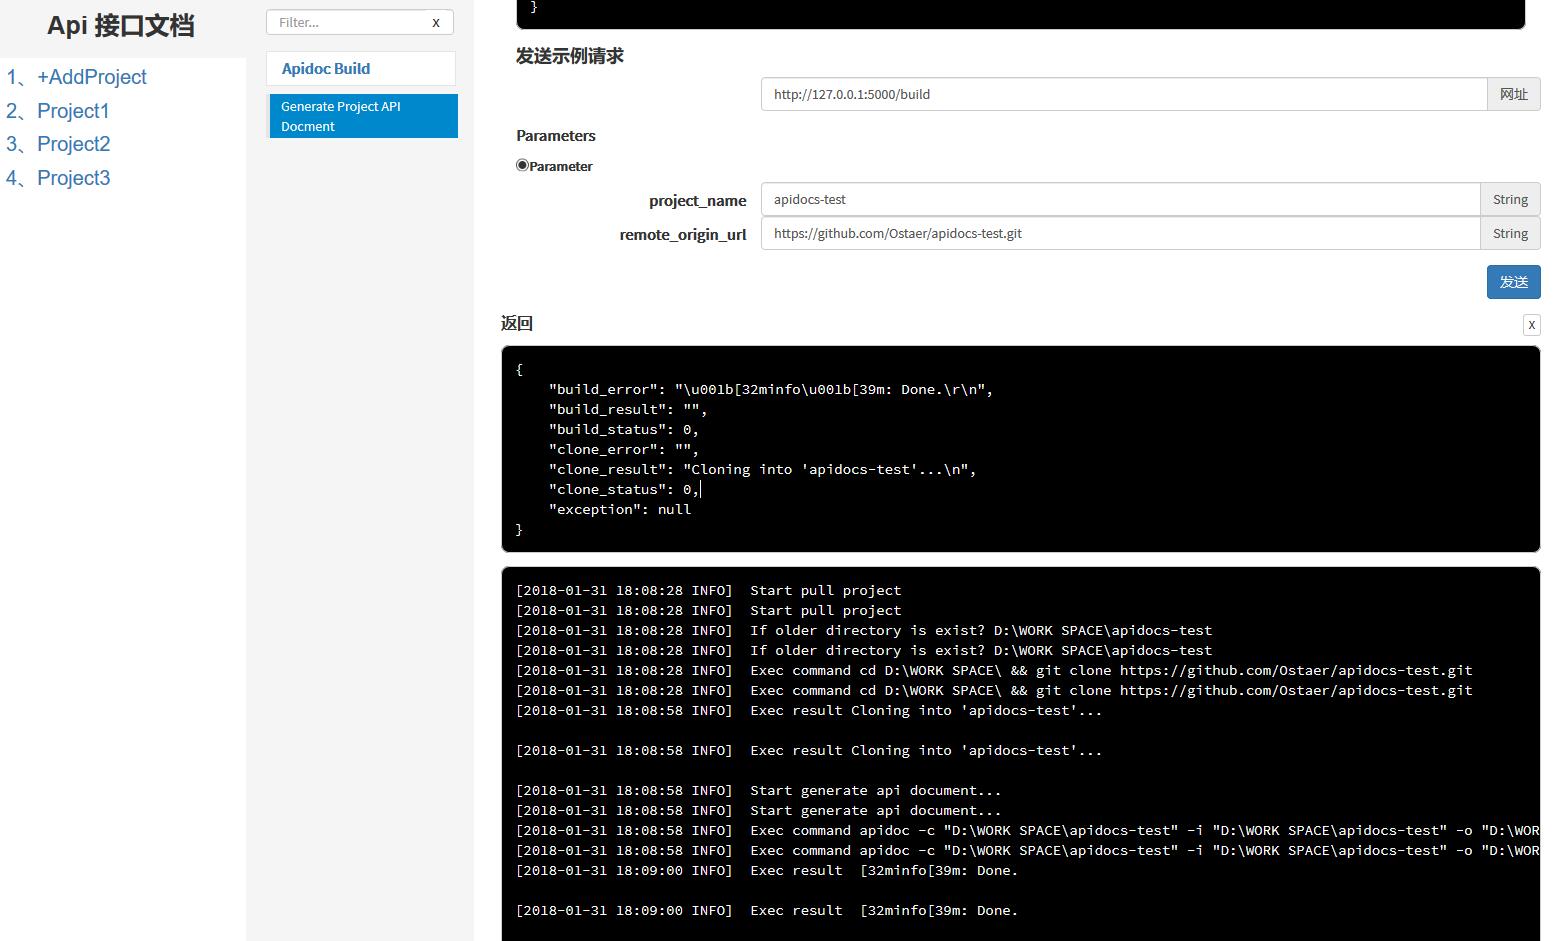 Api 接口文档
1、+AddProject
2、Project1
3、Project2
4、Project3
Filter...
x
Apidoc Build
Generate Project API
Docment
}
发送示例请求
http://127.0.0.1:5000/build
网址
Parameters
Parameter
project_name
apidocs-test
String
remote_origin_url
https://github.com/Ostaer/apidocs-test.git
String
发送
返回
x
{
"build_error": "\u001b[32minfo\u001b[39m: Done.\r\n",
"build_result": "",
"build_status": 0,
"clone_error": "",
"clone_result": "Cloning into 'apidocs-test'...\n",
"clone_status": 0,
"exception": null
}
[2018-01-31 18:08:28 INFO]  Start pull project
[2018-01-31 18:08:28 INFO]  Start pull project
[2018-01-31 18:08:28 INFO]  If older directory is exist? D:\WORK SPACE\apidocs-test
[2018-01-31 18:08:28 INFO]  If older directory is exist? D:\WORK SPACE\apidocs-test
[2018-01-31 18:08:28 INFO]  Exec command cd D:\WORK SPACE\ && git clone https://github.com/Ostaer/apidocs-test.git
[2018-01-31 18:08:28 INFO]  Exec command cd D:\WORK SPACE\ && git clone https://github.com/Ostaer/apidocs-test.git
[2018-01-31 18:08:58 INFO]  Exec result Cloning into 'apidocs-test'...
[2018-01-31 18:08:58 INFO]  Exec result Cloning into 'apidocs-test'...
[2018-01-31 18:08:58 INFO]  Start generate api document...
[2018-01-31 18:08:58 INFO]  Start generate api document...
[2018-01-31 18:08:58 INFO]  Exec command apidoc -c "D:\WORK SPACE\apidocs-test" -i "D:\WORK SPACE\apidocs-test" -o "D:\WOR
[2018-01-31 18:08:58 INFO]  Exec command apidoc -c "D:\WORK SPACE\apidocs-test" -i "D:\WORK SPACE\apidocs-test" -o "D:\WOR
[2018-01-31 18:09:00 INFO]  Exec result  [32minfo[39m: Done.
[2018-01-31 18:09:00 INFO]  Exec result  [32minfo[39m: Done.